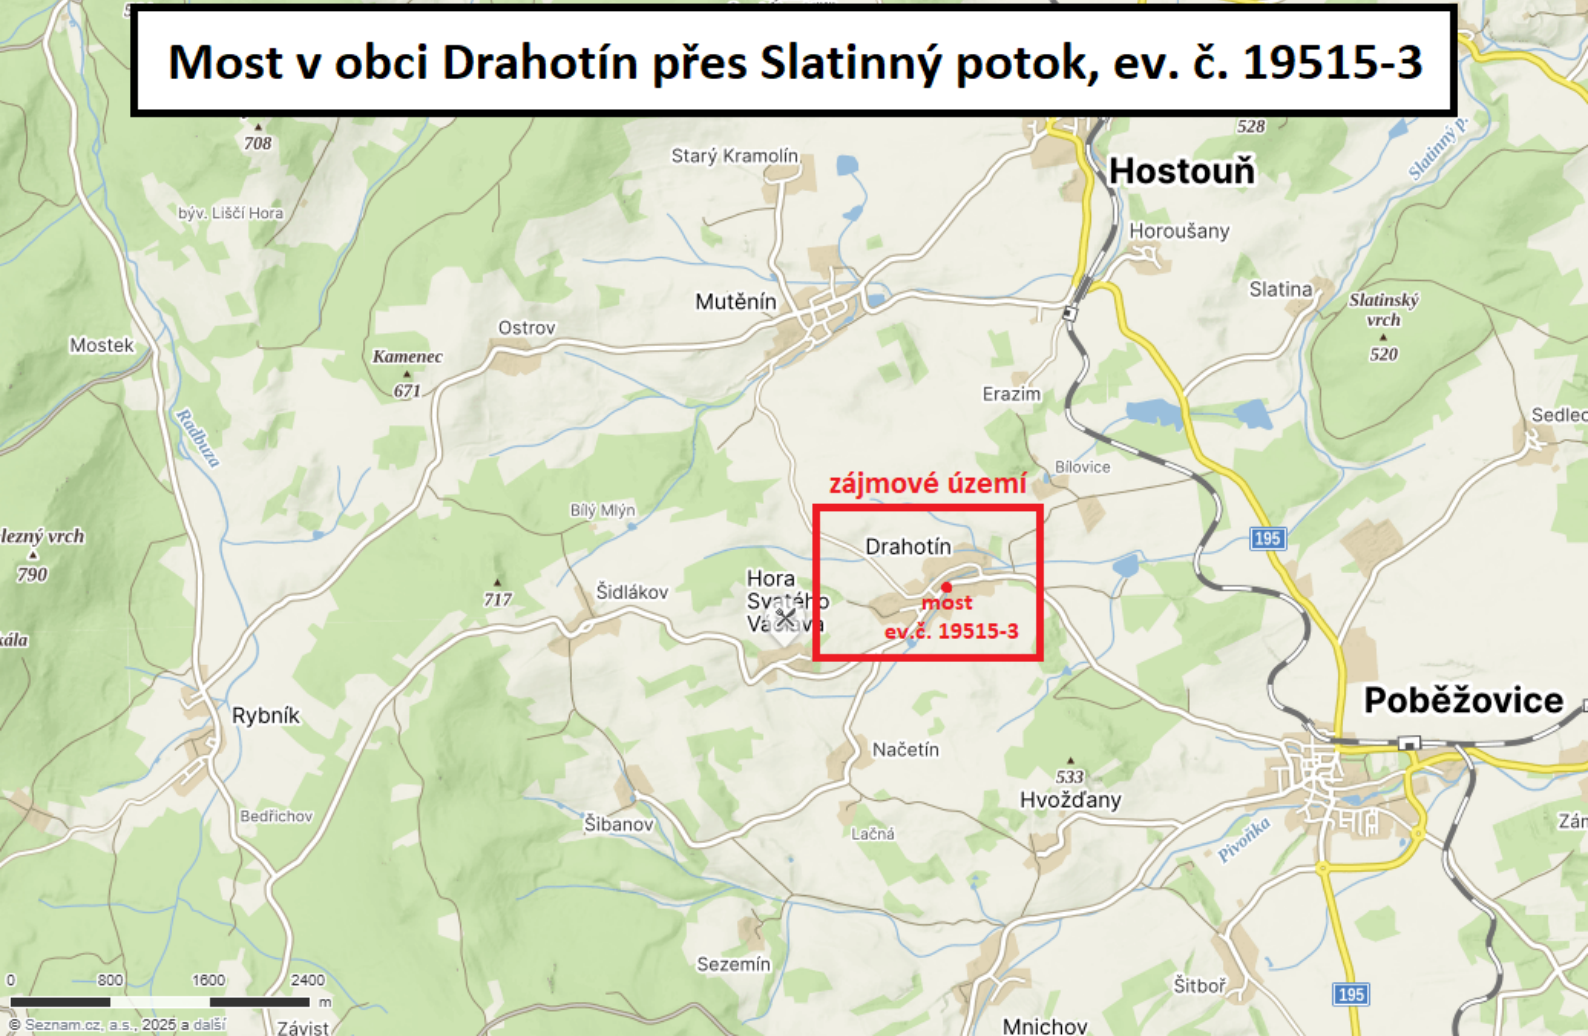 Most v obci Drahotín přes Slatinný potok, ev. č. 19515-3
708
528
Slatinný p.
Starý Kramolín
Hostouň
býv. Liščí Hora
Horoušany
Mutěnín
Slatina
Slatinský
vrch
520
Ostrov
Mostek
Kamenec
671
Erazim
Sedlec
Radbuza
Bílovice
zájmové území
Bílý Mlýn
lezný vrch
790
195
Drahotín
Hora
Svatého
Václava
717
Šidlákov
most
ev.č. 19515-3
kála
Poběžovice
Rybník
Načetín
533
Hvožďany
Bedřichov
Šibanov
Lačná
Pivoňka
Zám
Sezemín
Šitboř
195
0 800 1600 2400
m
© Seznam.cz, a.s., 2025 a další
Závist
Mnichov